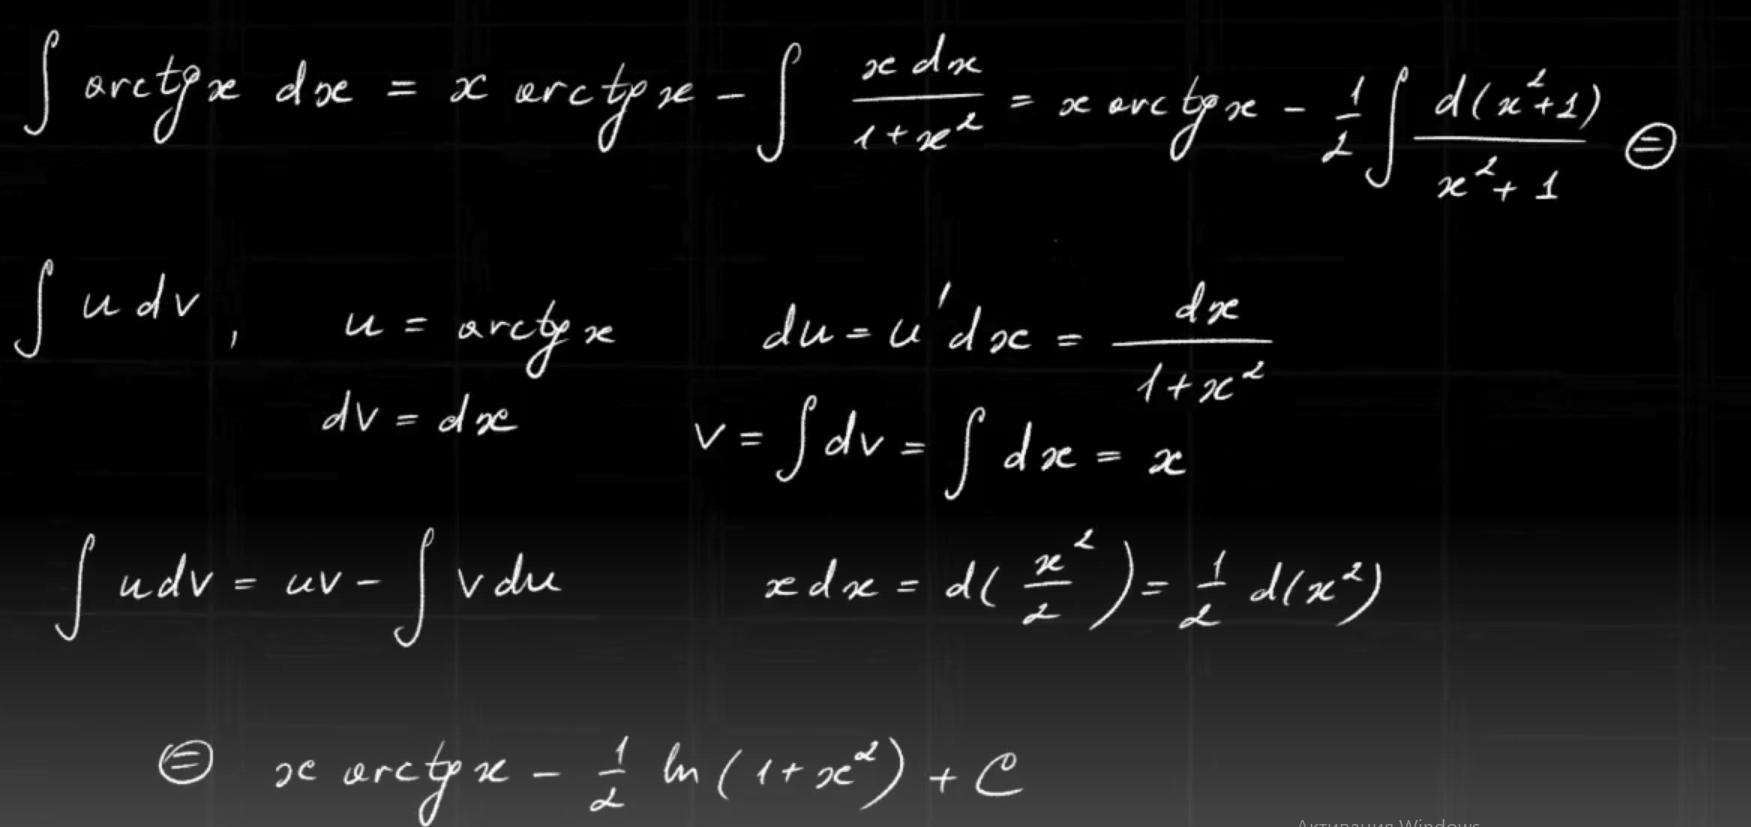 ∫ arctg x dx = x arctg x - ∫ x dx / (1 + x²) = x arctg x - 1/2 ∫ d(x² + 1) / (x² + 1) ⊜
∫ u dv, u = arctg x du = u' dx = dx / (1 + x²)
dv = dx v = ∫ dv = ∫ dx = x
∫ u dv = uv - ∫ v du x dx = d(x²/2) = 1/2 d(x²)
⊜ x arctg x - 1/2 ln(1 + x²) + C
Активация Windows